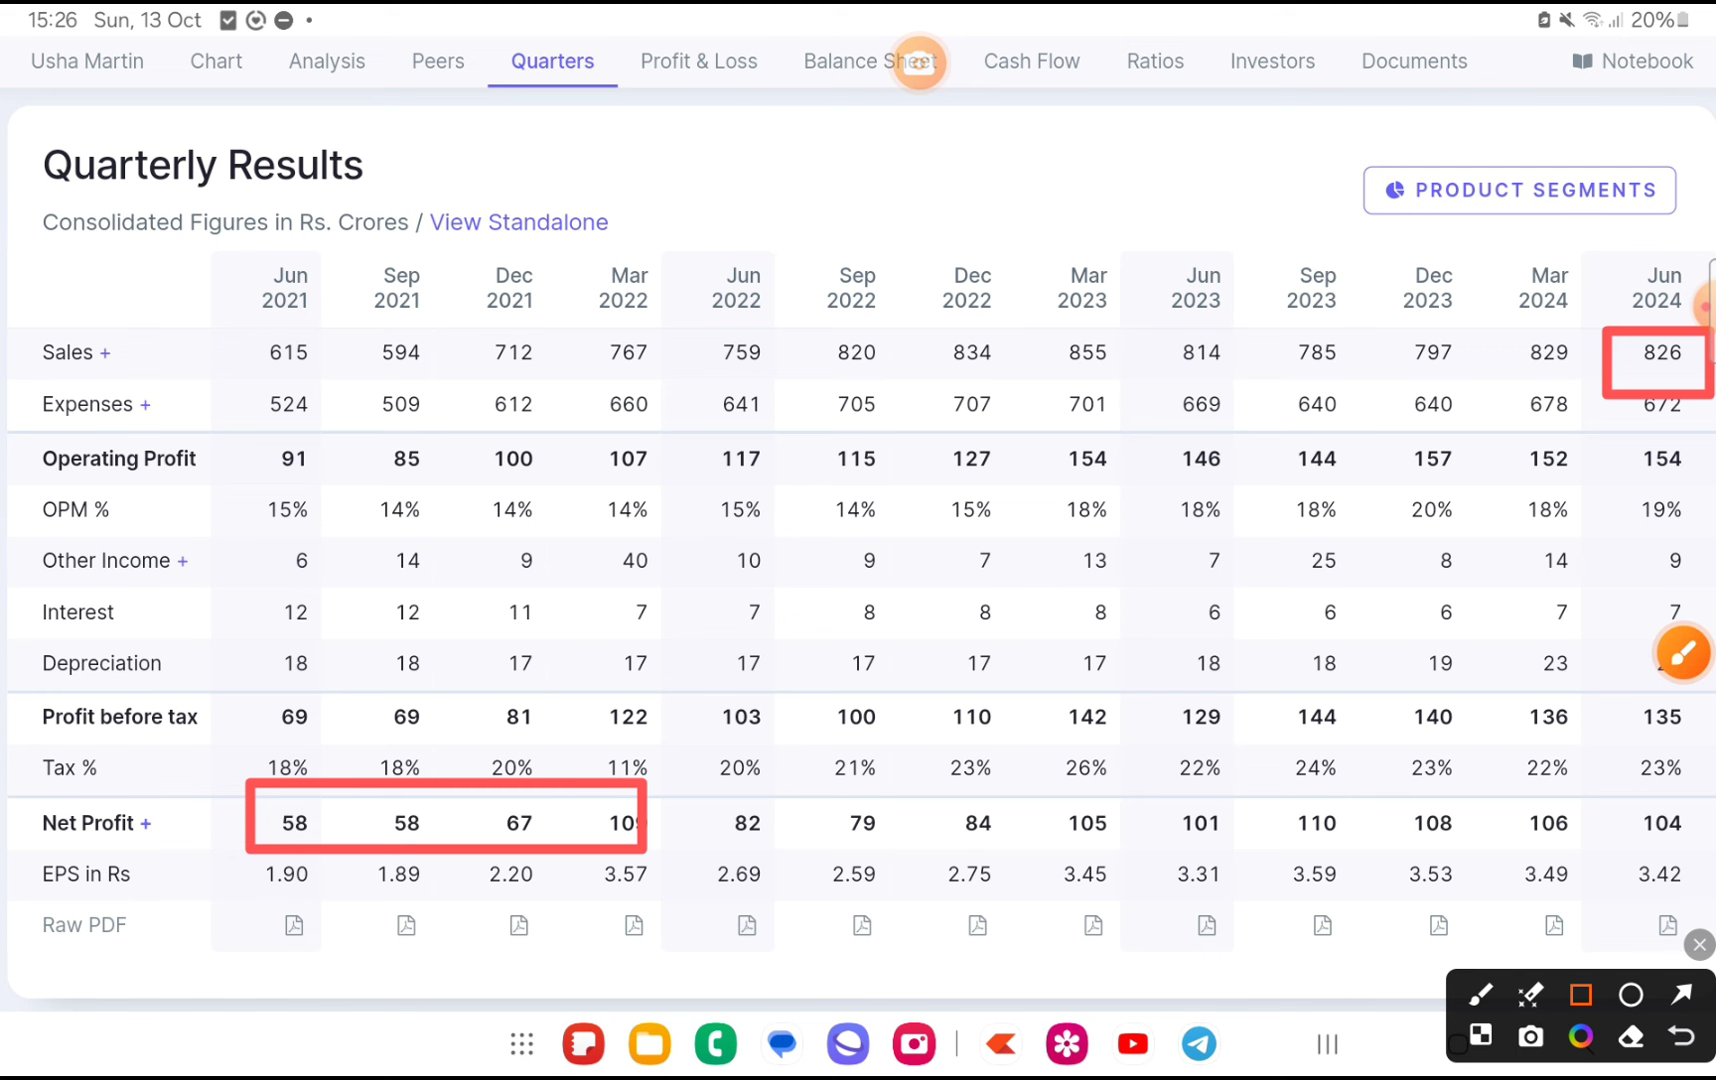 15:26 Sun, 13 Oct 20%
Usha Martin Chart Analysis Peers Quarters Profit & Loss Balance Sheet Cash Flow Ratios Investors Documents Notebook
Quarterly Results
PRODUCT SEGMENTS
Consolidated Figures in Rs. Crores / View Standalone
Jun Sep Dec Mar Jun Sep Dec Mar Jun Sep Dec Mar Jun
2021 2021 2021 2022 2022 2022 2022 2023 2023 2023 2023 2024 2024
Sales + 615 594 712 767 759 820 834 855 814 785 797 829 826
Expenses + 524 509 612 660 641 705 707 701 669 640 640 678 672
Operating Profit 91 85 100 107 117 115 127 154 146 144 157 152 154
OPM % 15% 14% 14% 14% 15% 14% 15% 18% 18% 18% 20% 18% 19%
Other Income + 6 14 9 40 10 9 7 13 7 25 8 14 9
Interest 12 12 11 7 7 8 8 8 6 6 6 7 7
Depreciation 18 18 17 17 17 17 17 17 18 18 19 23
Profit before tax 69 69 81 122 103 100 110 142 129 144 140 136 135
Tax % 18% 18% 20% 11% 20% 21% 23% 26% 22% 24% 23% 22% 23%
Net Profit + 58 58 67 109 82 79 84 105 101 110 108 106 104
EPS in Rs 1.90 1.89 2.20 3.57 2.69 2.59 2.75 3.45 3.31 3.59 3.53 3.49 3.42
Raw PDF